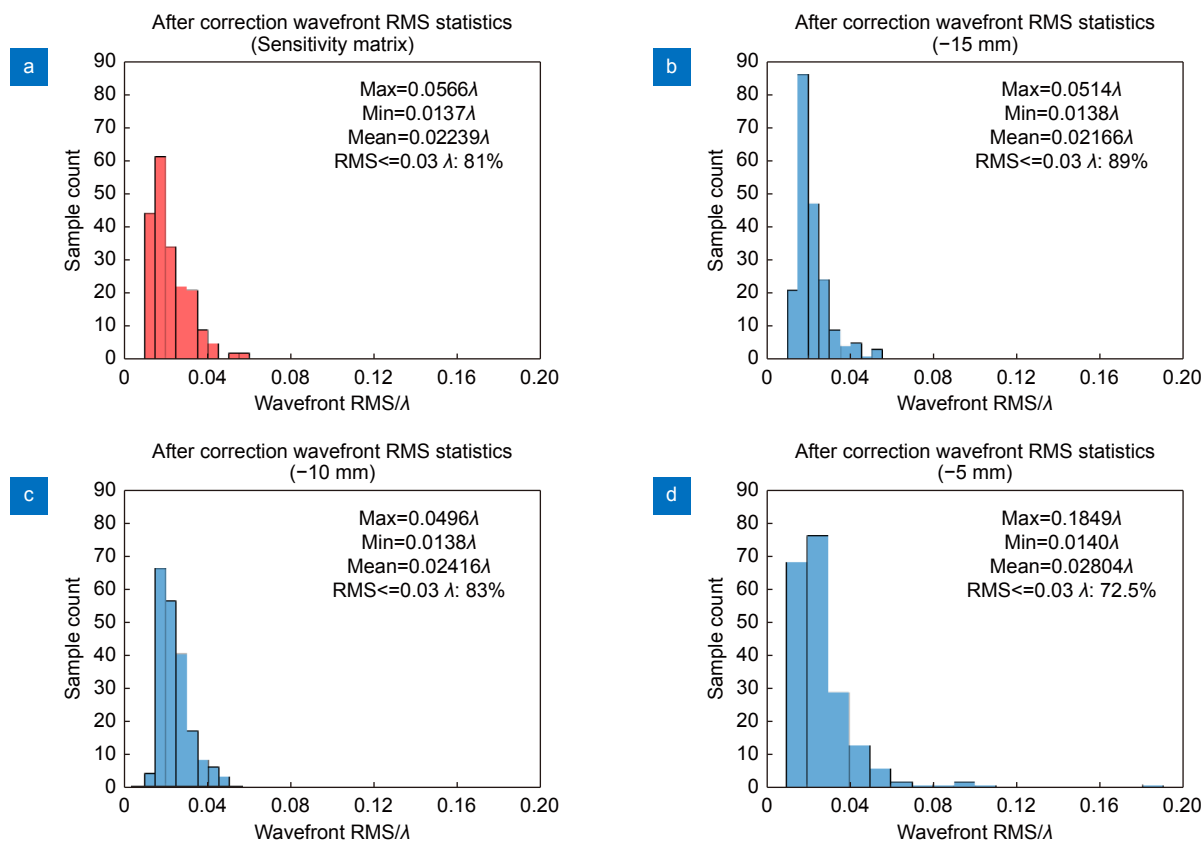 a
After correction wavefront RMS statistics
(Sensitivity matrix)
Max=0.0566λ
Min=0.0137λ
Mean=0.02239λ
RMS<=0.03 λ: 81%
Sample count
90
80
70
60
50
40
30
20
10
0
0 0.04 0.08 0.12 0.16 0.20
Wavefront RMS/λ
b
After correction wavefront RMS statistics
(−15 mm)
Max=0.0514λ
Min=0.0138λ
Mean=0.02166λ
RMS<=0.03 λ: 89%
Sample count
90
80
70
60
50
40
30
20
10
0
0 0.04 0.08 0.12 0.16 0.20
Wavefront RMS/λ
c
After correction wavefront RMS statistics
(−10 mm)
Max=0.0496λ
Min=0.0138λ
Mean=0.02416λ
RMS<=0.03 λ: 83%
Sample count
90
80
70
60
50
40
30
20
10
0
0 0.04 0.08 0.12 0.16 0.20
Wavefront RMS/λ
d
After correction wavefront RMS statistics
(−5 mm)
Max=0.1849λ
Min=0.0140λ
Mean=0.02804λ
RMS<=0.03 λ: 72.5%
Sample count
90
80
70
60
50
40
30
20
10
0
0 0.04 0.08 0.12 0.16 0.20
Wavefront RMS/λ